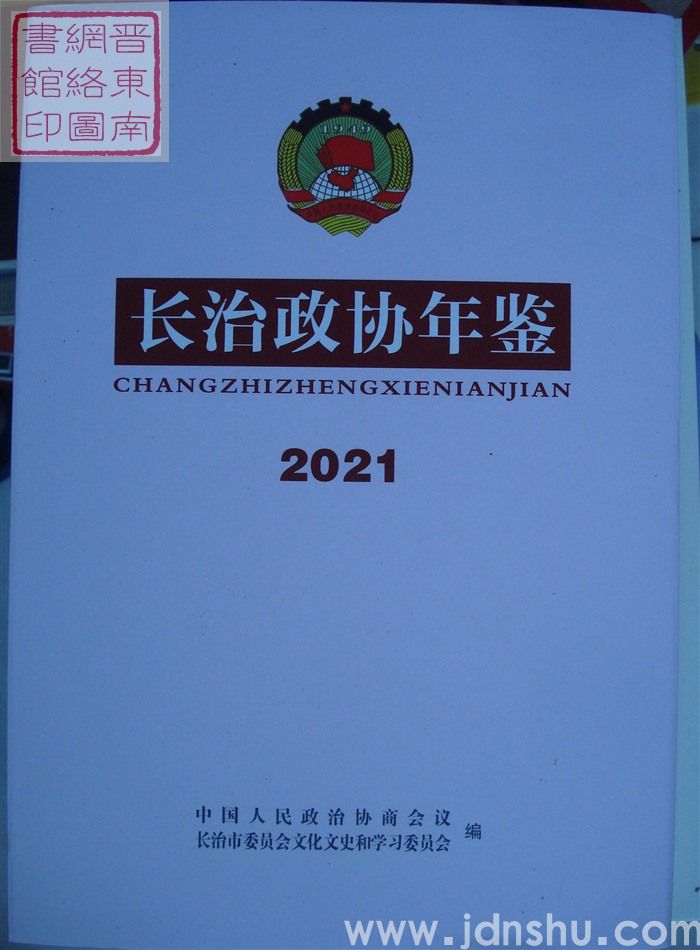 晋東南
網絡圖
書館印
1949
长治政协年鉴
CHANGZHIZHENGXIENIANJIAN
2021
中国人民政治协商会议
长治市委员会文化文史和学习委员会
编
www.jdnshu.com